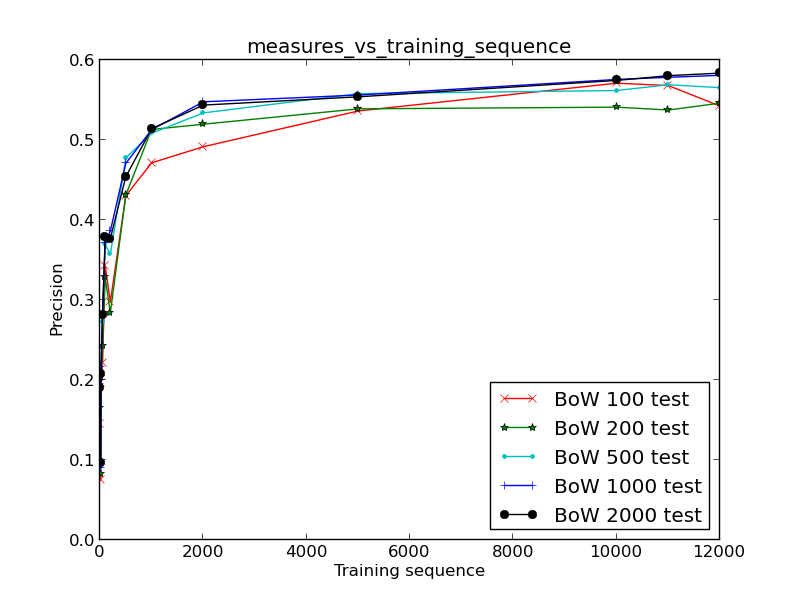 measures_vs_training_sequence
0.6
0.5
0.4
0.3
0.2
0.1
0.0
Precision
BoW 100 test
BoW 200 test
BoW 500 test
BoW 1000 test
BoW 2000 test
0 2000 4000 6000 8000 10000 12000
Training sequence